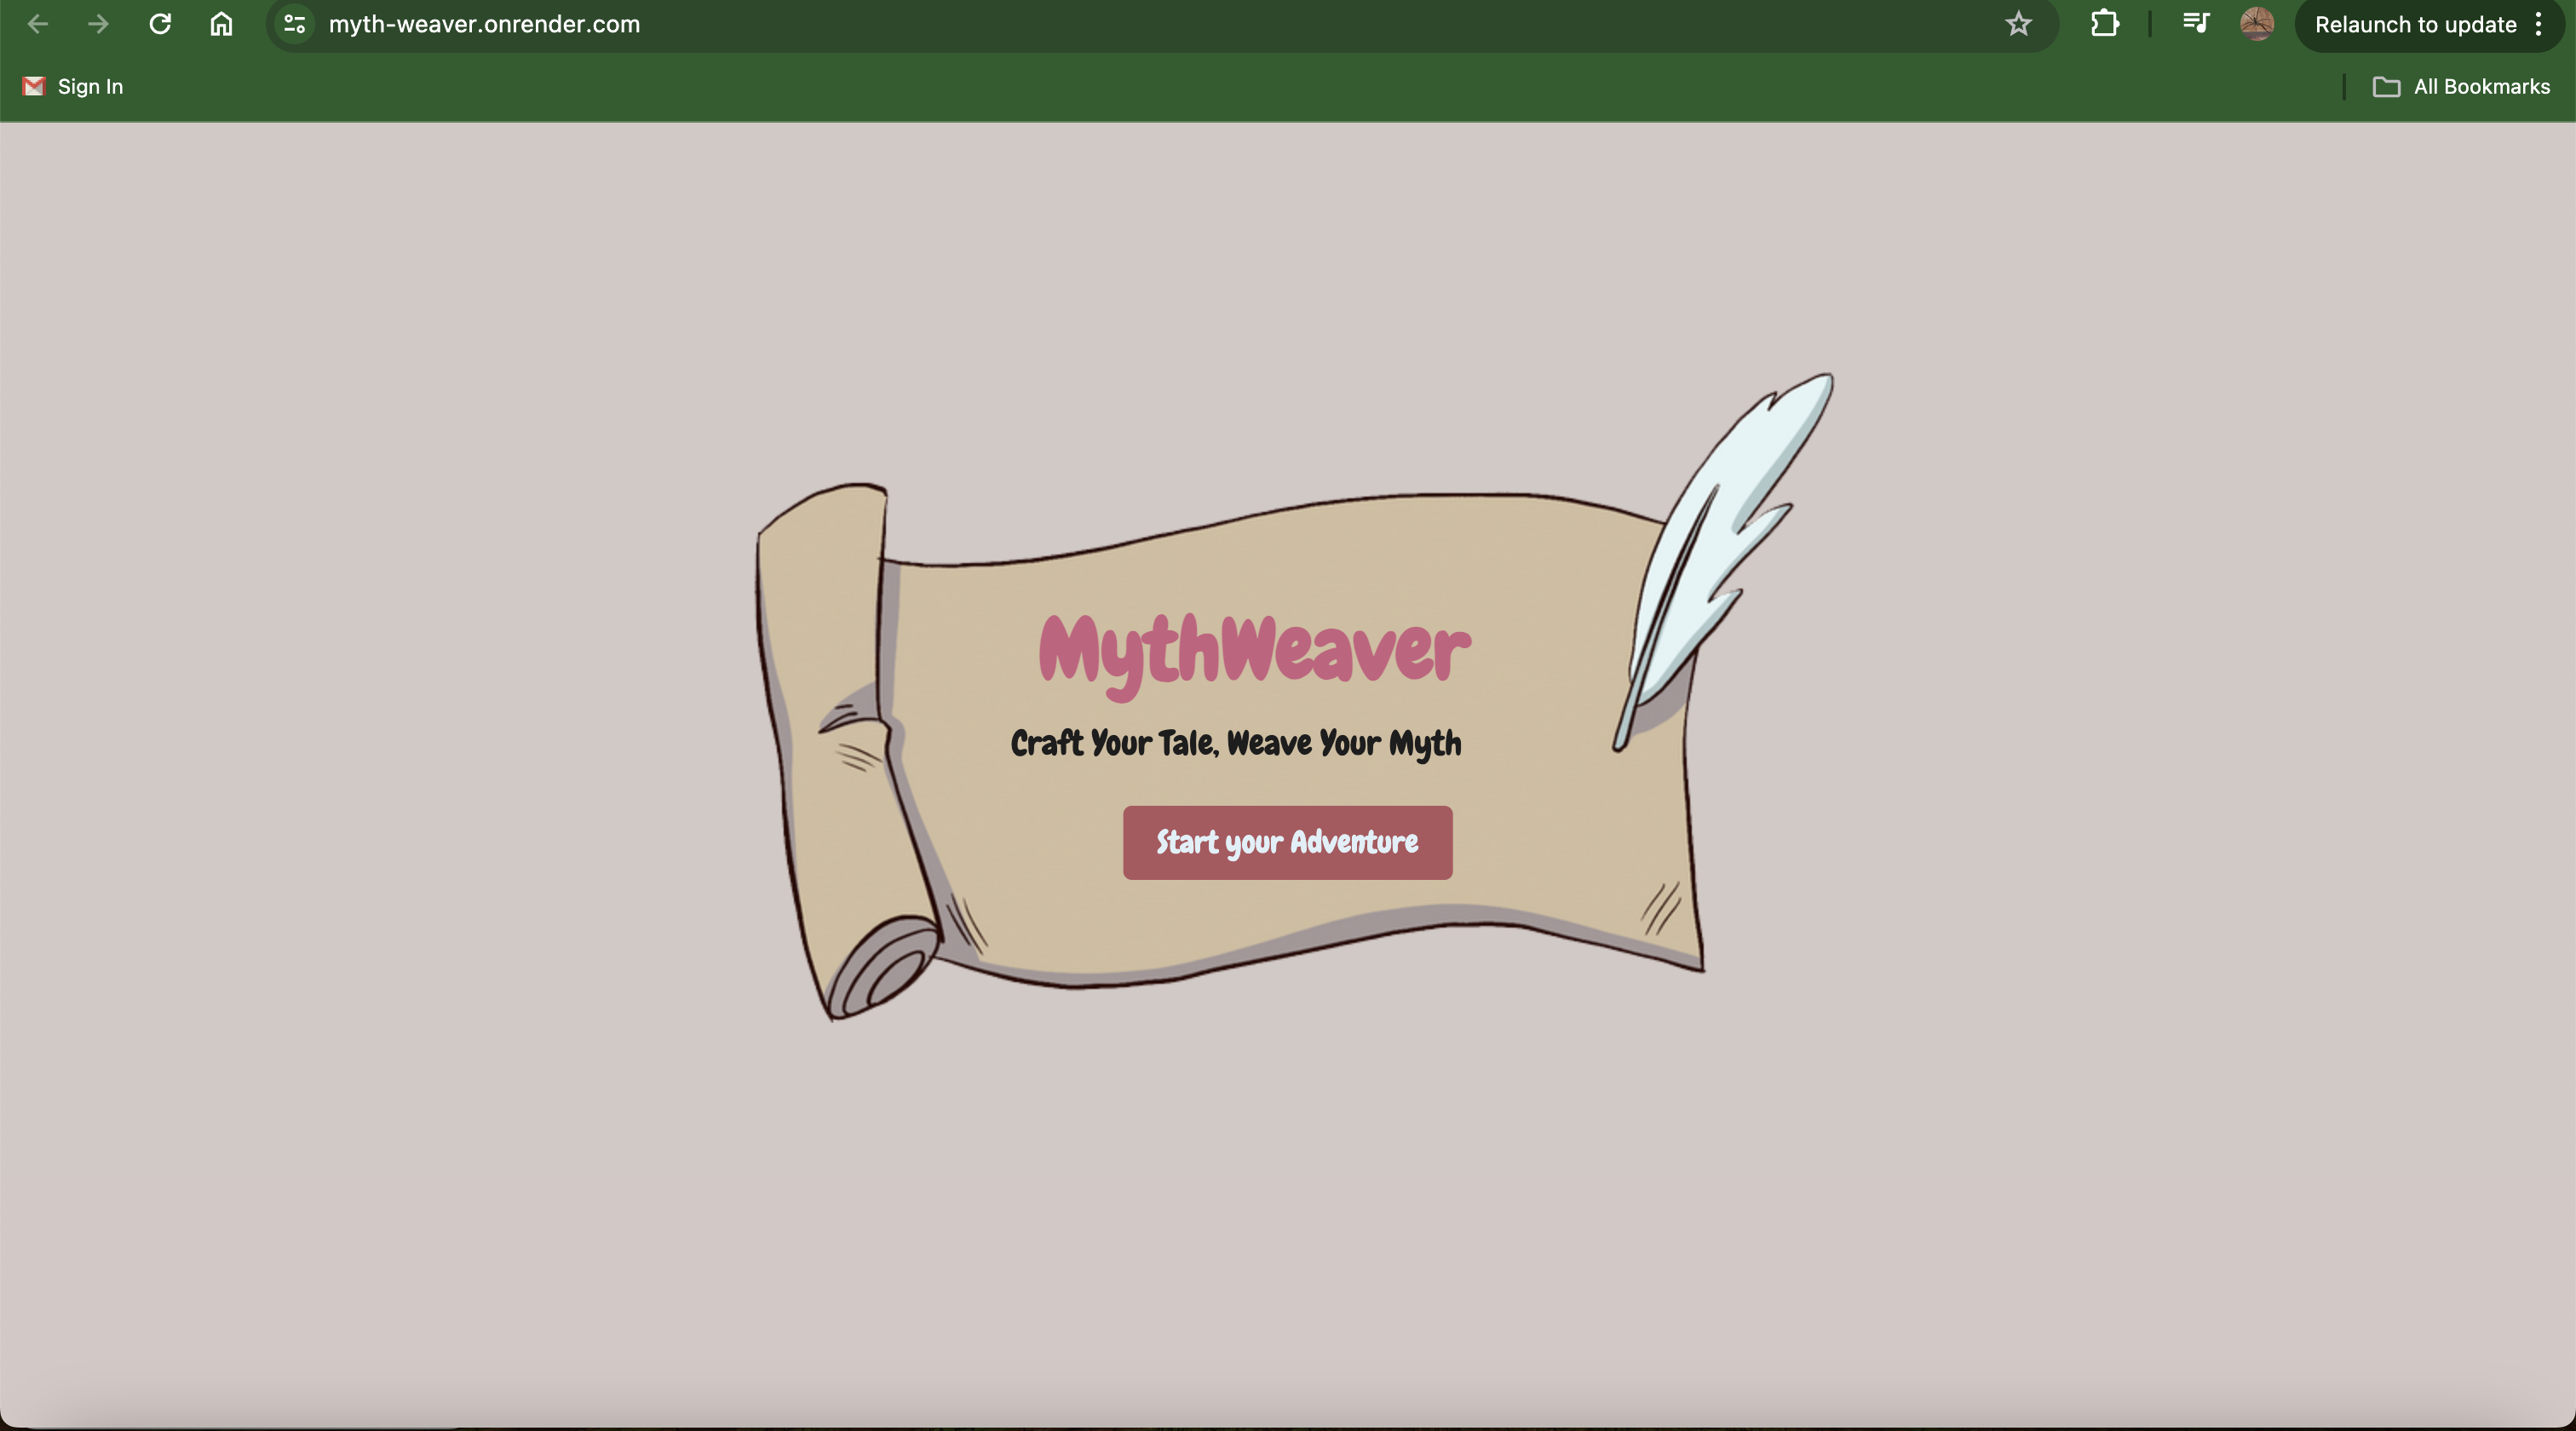 myth-weaver.onrender.com
Relaunch to update
Sign In
All Bookmarks
MythWeaver
Craft Your Tale, Weave Your Myth
Start your Adventure